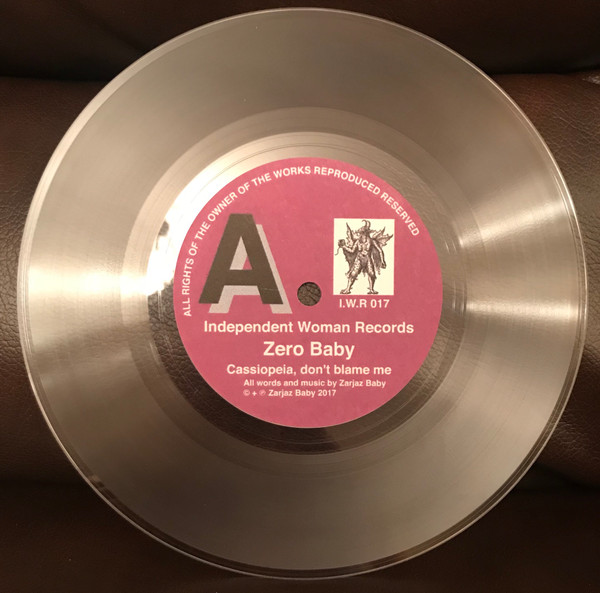 ALL RIGHTS OF THE OWNER OF THE WORKS REPRODUCED RESERVED
A
I.W.R 017
Independent Woman Records
Zero Baby
Cassiopeia, don't blame me
All words and music by Zarjaz Baby
© + ℗ Zarjaz Baby 2017